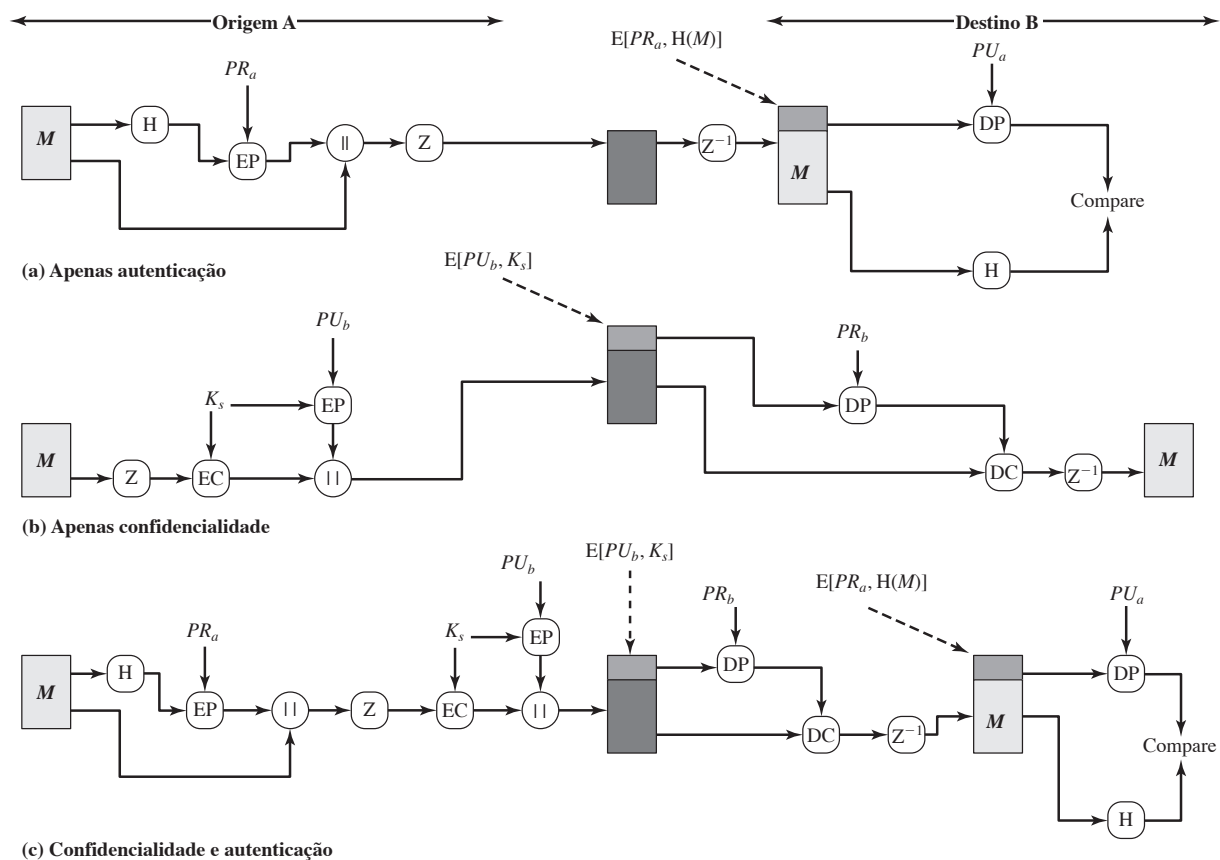 Origem A
Destino B
E[PRa, H(M)]
PUa
PRa
M
H
EP
||
Z
Z−1
M
DP
Compare
H
(a) Apenas autenticação
E[PUb, Ks]
PUb
PRb
Ks
EP
DP
M
Z
EC
||
DC
Z−1
M
(b) Apenas confidencialidade
E[PUb, Ks]
PUb
PRb
E[PRa, H(M)]
PUa
PRa
Ks
EP
DP
M
H
DP
EP
||
Z
EC
||
DC
Z−1
M
Compare
H
(c) Confidencialidade e autenticação